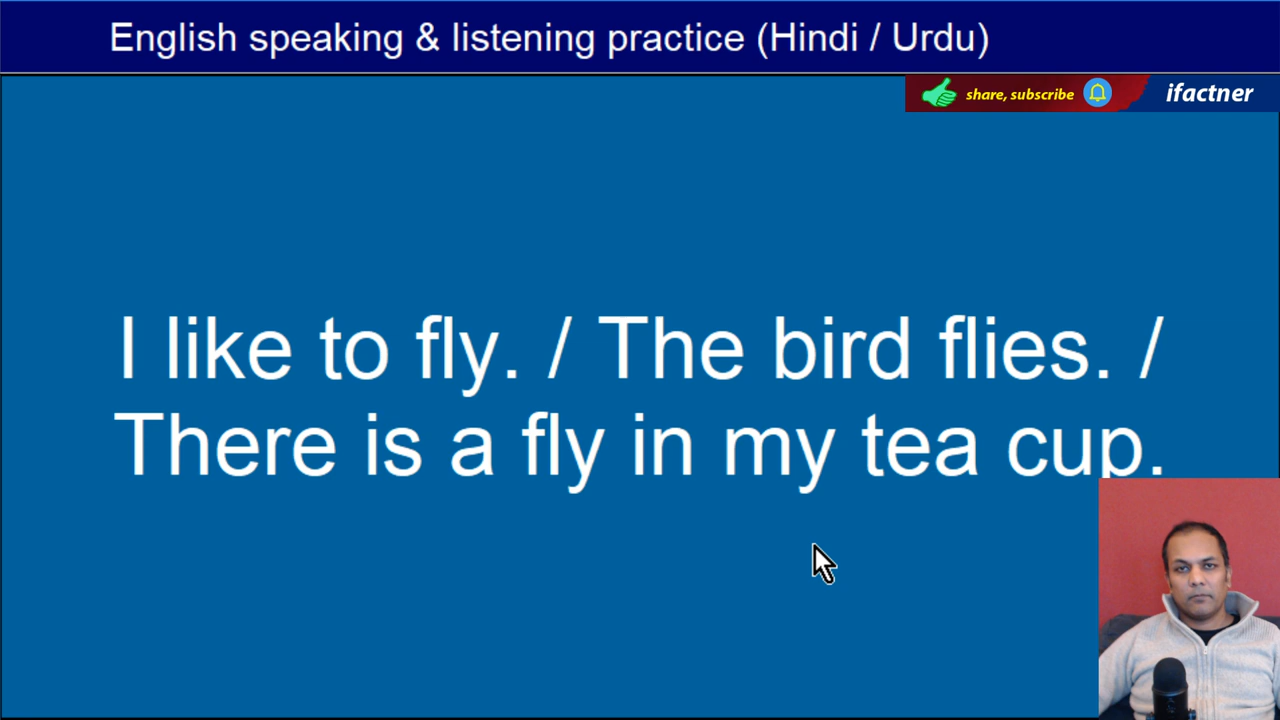 English speaking & listening practice (Hindi / Urdu)
share, subscribe
ifactner
I like to fly. / The bird flies. /
There is a fly in my tea cup.